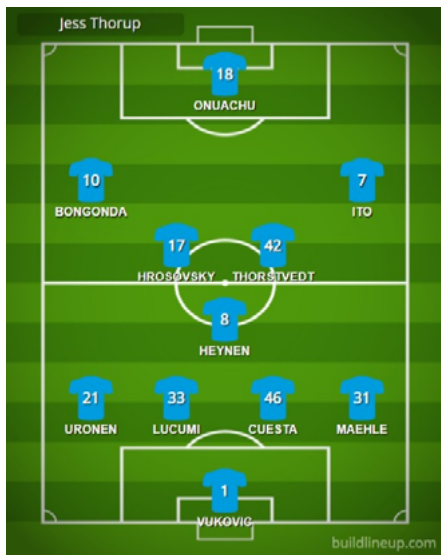 Jess Thorup
18
ONUACHU
10
7
BONGONDA
ITO
17
42
HROSOVSKY
THORSTVEDT
8
HEYNEN
21
33
46
31
URONEN
LUCUMI
CUESTA
MAEHLE
1
VUKOVIC
buildlineup.com